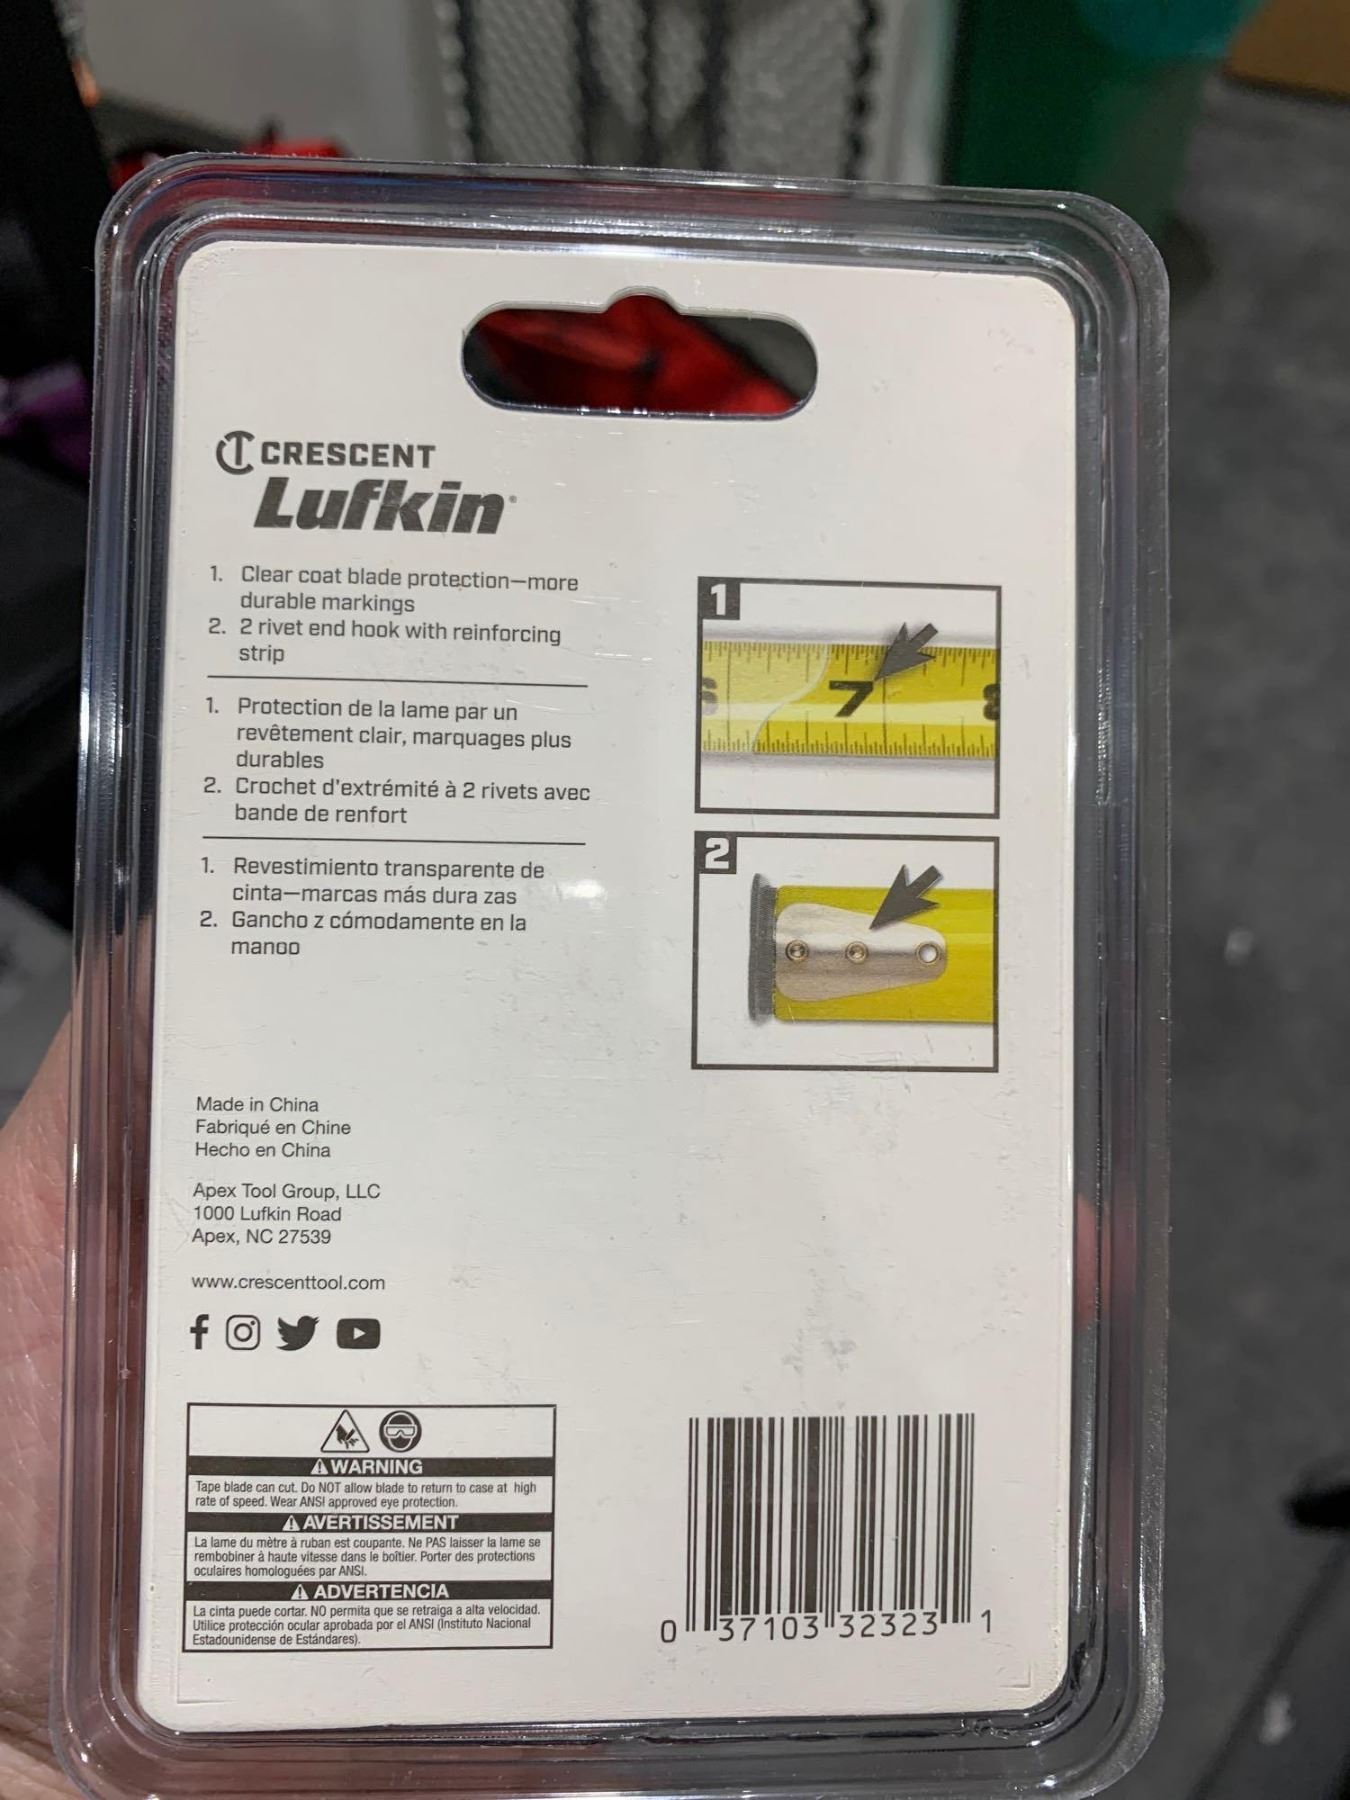 CRESCENT
Lufkin
1. Clear coat blade protection—more
durable markings
2. 2 rivet end hook with reinforcing
strip
1. Protection de la lame par un
revêtement clair, marquages plus
durables
2. Crochet d'extrémité à 2 rivets avec
bande de renfort
1. Revestimiento transparente de
cinta—marcas más dura zas
2. Gancho z cómodamente en la
manoo
1
6 7 8
2
Made in China
Fabriqué en Chine
Hecho en China
Apex Tool Group, LLC
1000 Lufkin Road
Apex, NC 27539
www.crescenttool.com
WARNING
Tape blade can cut. Do NOT allow blade to return to case at high
rate of speed. Wear ANSI approved eye protection.
AVERTISSEMENT
La lame du mètre à ruban est coupante. Ne PAS laisser la lame se
rembobiner à haute vitesse dans le boîtier. Porter des protections
oculaires homologuées par ANSI.
ADVERTENCIA
La cinta puede cortar. NO permita que se retraiga a alta velocidad.
Utilice protección ocular aprobada por el ANSI (Instituto Nacional
Estadounidense de Estándares).
0 37103 32323 1